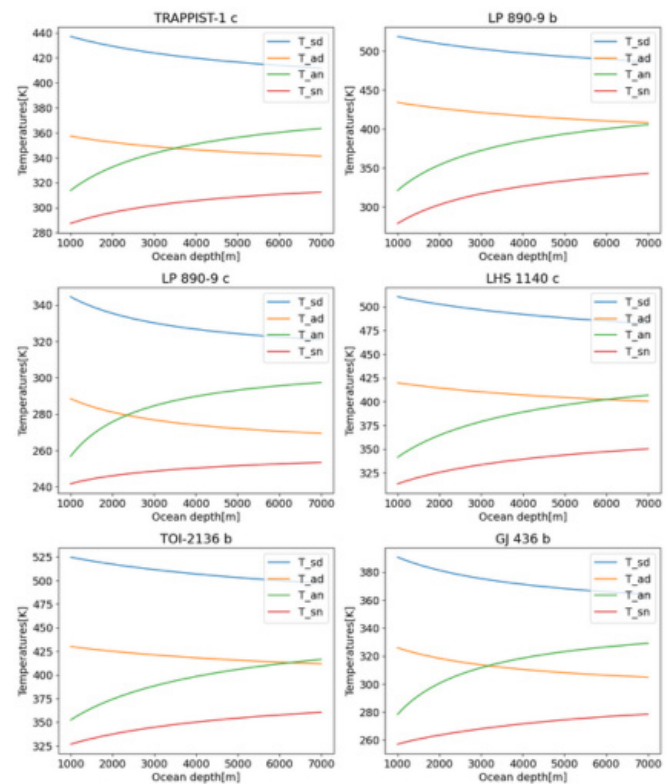 TRAPPIST-1 c
440
420
400
380
360
340
320
300
280
Temperatures[K]
T_sd
T_ad
T_an
T_sn
1000 2000 3000 4000 5000 6000 7000
Ocean depth[m]
LP 890-9 b
500
450
400
350
300
Temperatures[K]
T_sd
T_ad
T_an
T_sn
1000 2000 3000 4000 5000 6000 7000
Ocean depth[m]
LP 890-9 c
340
320
300
280
260
240
Temperatures[K]
T_sd
T_ad
T_an
T_sn
1000 2000 3000 4000 5000 6000 7000
Ocean depth[m]
LHS 1140 c
500
475
450
425
400
375
350
325
Temperatures[K]
T_sd
T_ad
T_an
T_sn
1000 2000 3000 4000 5000 6000 7000
Ocean depth[m]
TOI-2136 b
525
500
475
450
425
400
375
350
325
Temperatures[K]
T_sd
T_ad
T_an
T_sn
1000 2000 3000 4000 5000 6000 7000
Ocean depth[m]
GJ 436 b
380
360
340
320
300
280
260
Temperatures[K]
T_sd
T_ad
T_an
T_sn
1000 2000 3000 4000 5000 6000 7000
Ocean depth[m]